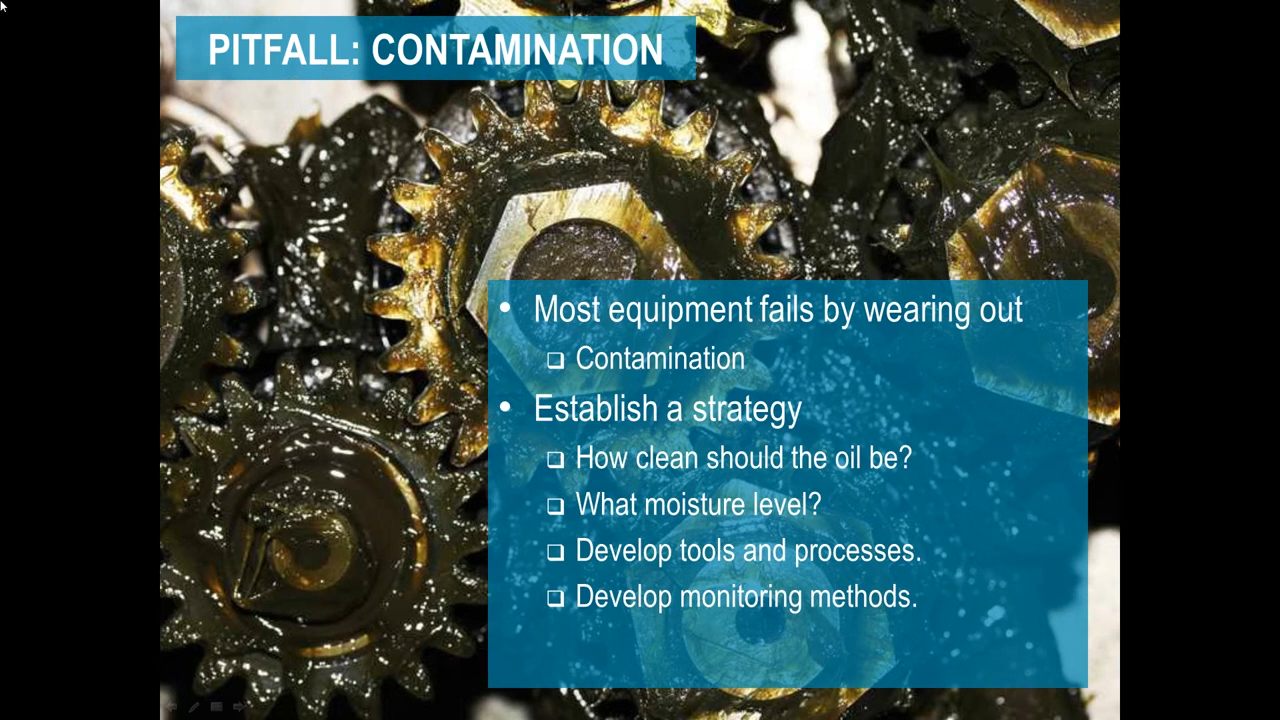 PITFALL: CONTAMINATION
• Most equipment fails by wearing out
❑ Contamination
• Establish a strategy
❑ How clean should the oil be?
❑ What moisture level?
❑ Develop tools and processes.
❑ Develop monitoring methods.